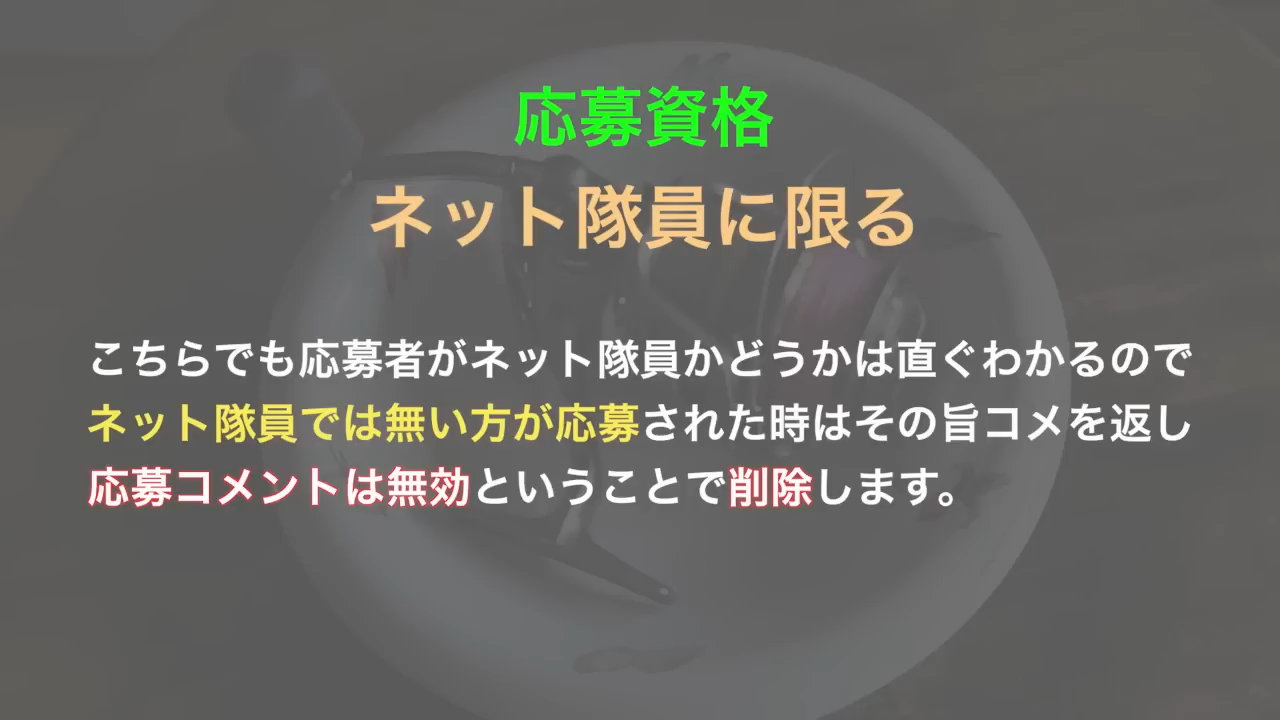 応募資格
ネット隊員に限る
こちらでも応募者がネット隊員かどうかは直ぐわかるので
ネット隊員では無い方が応募された時はその旨コメを返し
応募コメントは無効ということで削除します。